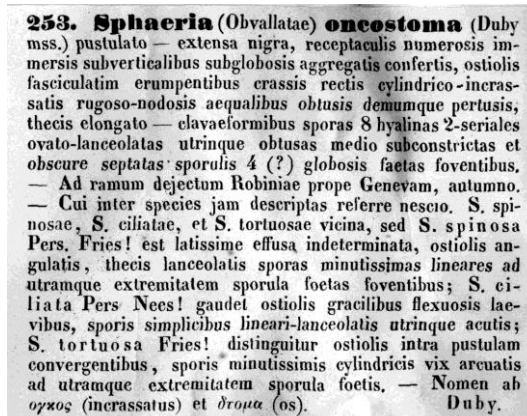 253. Sphaeria (Obvallatae) oncostoma (Duby
mss.) pustulato — extensa nigra, receptaculis numerosis im-
mersis subverticalibus subglobosis aggregatis confertis, ostiolis
fasciculatim erumpentibus crassis rectis cylindrico-incras-
satis rugoso-nodosis aequalibus obtusis demumque pertusis,
thecis elongato — clavaeformibus sporas 8 hyalinas 2-seriales
ovato-lanceolatas utrinque obtusas medio subconstrictas et
obscure septatas sporulis 4 (?) globosis faetas foventibus.
— Ad ramum dejectum Robiniae prope Genevam, autumno.
— Cui inter species jam descriptas referre nescio. S. spi-
nosae, S. ciliatae, et S. tortuosae vicina, sed S. spinosa
Pers. Fries! est latissime effusa indeterminata, ostiolis an-
gulatis, thecis lanceolatis sporas minutissimas lineares ad
utramque extremitatem sporula foetas foventibus; S. ci-
liata Pers Nees! gaudet ostiolis gracilibus flexuosis lae-
vibus, sporis simplicibus lineari-lanceolatis utrinque acutis;
S. tortuosa Fries! distinguitur ostiolis intra pustulam
convergentibus, sporis minutissimis cylindricis vix arcuatis
ad utramque extremitatem sporula foetis. — Nomen ab
ογκος (incrassatus) et δτομα (os). Duby.